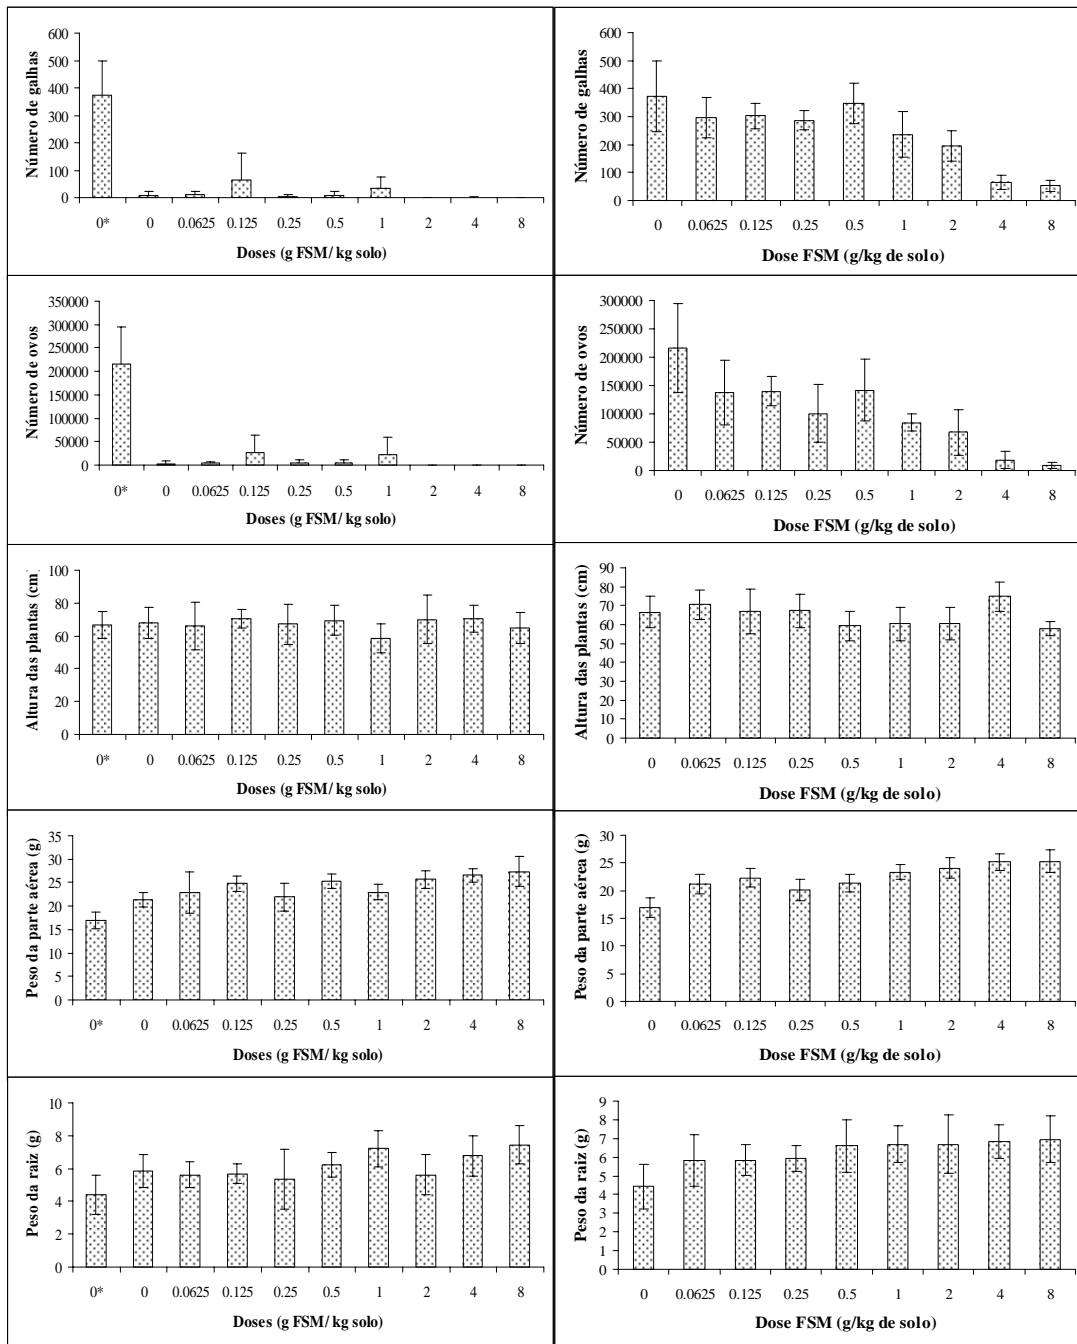 Número de galhas
600
500
400
300
200
100
0
0* 0 0.0625 0.125 0.25 0.5 1 2 4 8
Doses (g FSM/ kg solo)
Número de galhas
600
500
400
300
200
100
0
0 0.0625 0.125 0.25 0.5 1 2 4 8
Dose FSM (g/kg de solo)
Número de ovos
350000
300000
250000
200000
150000
100000
50000
0
0* 0 0.0625 0.125 0.25 0.5 1 2 4 8
Doses (g FSM/ kg solo)
Número de ovos
300000
250000
200000
150000
100000
50000
0
0 0.0625 0.125 0.25 0.5 1 2 4 8
Dose FSM (g/kg de solo)
Altura das plantas (cm)
100
80
60
40
20
0
0* 0 0.0625 0.125 0.25 0.5 1 2 4 8
Doses (g FSM/ kg solo)
Altura das plantas (cm)
90
80
70
60
50
40
30
20
10
0
0 0.0625 0.125 0.25 0.5 1 2 4 8
Dose FSM (g/kg de solo)
Peso da parte aérea (g)
35
30
25
20
15
10
5
0
0* 0 0.0625 0.125 0.25 0.5 1 2 4 8
Doses (g FSM/ kg solo)
Peso da parte aérea (g)
30
25
20
15
10
5
0
0 0.0625 0.125 0.25 0.5 1 2 4 8
Dose FSM (g/kg de solo)
Peso da raiz (g)
10
8
6
4
2
0
0* 0 0.0625 0.125 0.25 0.5 1 2 4 8
Doses (g FSM/ kg solo)
Peso da raiz (g)
9
8
7
6
5
4
3
2
1
0
0 0.0625 0.125 0.25 0.5 1 2 4 8
Dose FSM (g/kg de solo)